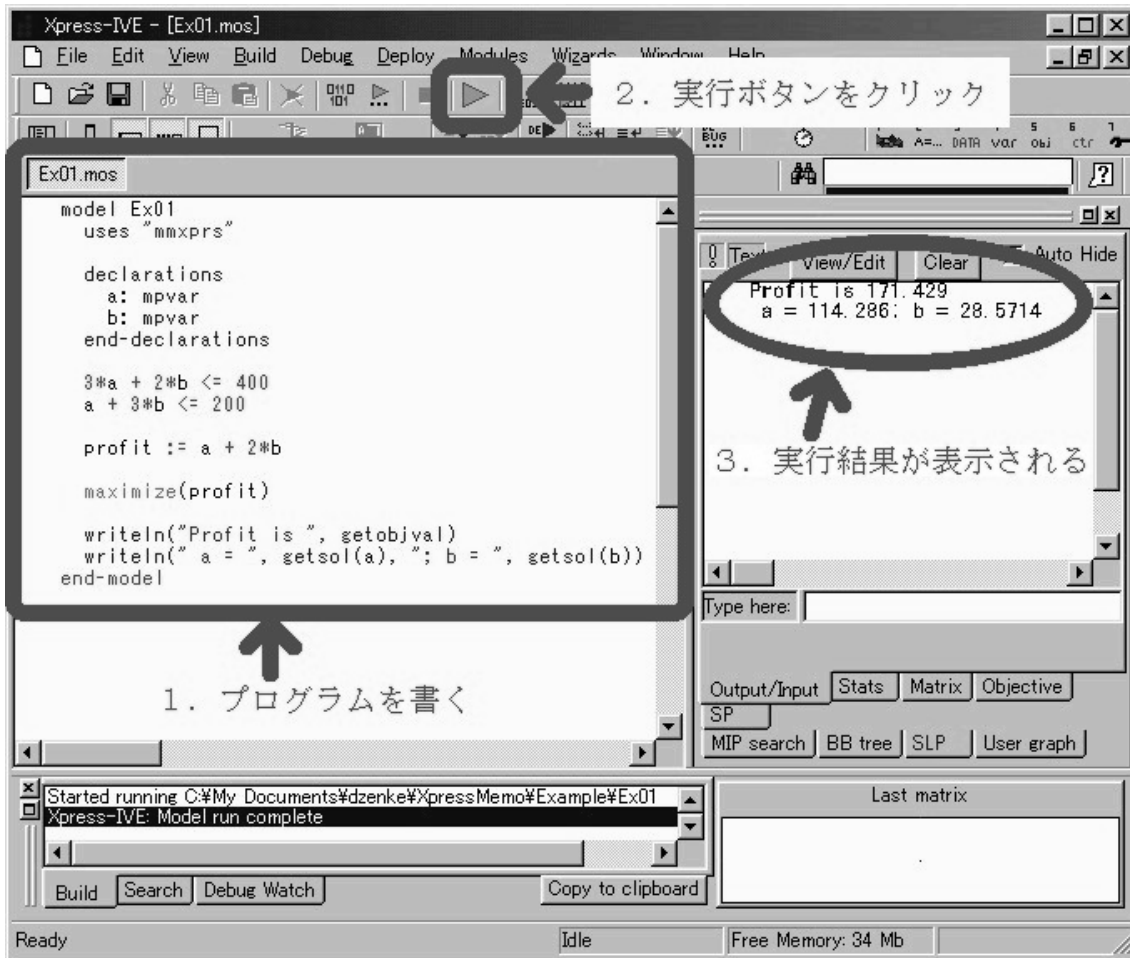 Xpress-IVE - [Ex01.mos]
File Edit View Build Debug Deploy Modules Wizards Window Help
2. 実行ボタンをクリック
A=... DATA var obj ctr
Ex01.mos
model Ex01
uses "mmxprs"
declarations
a: mpvar
b: mpvar
end-declarations
3*a + 2*b <= 400
a + 3*b <= 200
profit := a + 2*b
maximize(profit)
writeln("Profit is ", getobjval)
writeln(" a = ", getsol(a), "; b = ", getsol(b))
end-model
1. プログラムを書く
Text View/Edit Clear Auto Hide
Profit is 171.429
a = 114.286; b = 28.5714
3. 実行結果が表示される
Type here:
Output/Input Stats Matrix Objective
SP
MIP search BB tree SLP User graph
Started running C:¥My Documents¥dzenke¥XpressMemo¥Example¥Ex01
Xpress-IVE: Model run complete
Build Search Debug Watch Copy to clipboard
Last matrix
Ready Idle Free Memory: 34 Mb